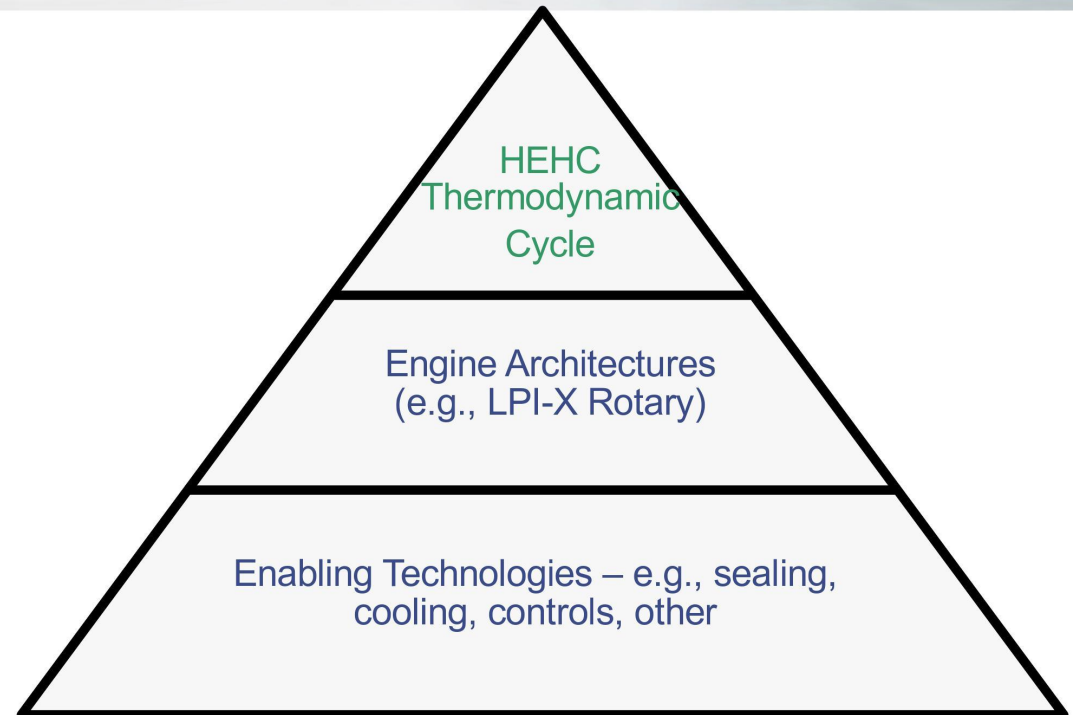 HEHC
Thermodynamic
Cycle
Engine Architectures
(e.g., LPI-X Rotary)
Enabling Technologies – e.g., sealing,
cooling, controls, other